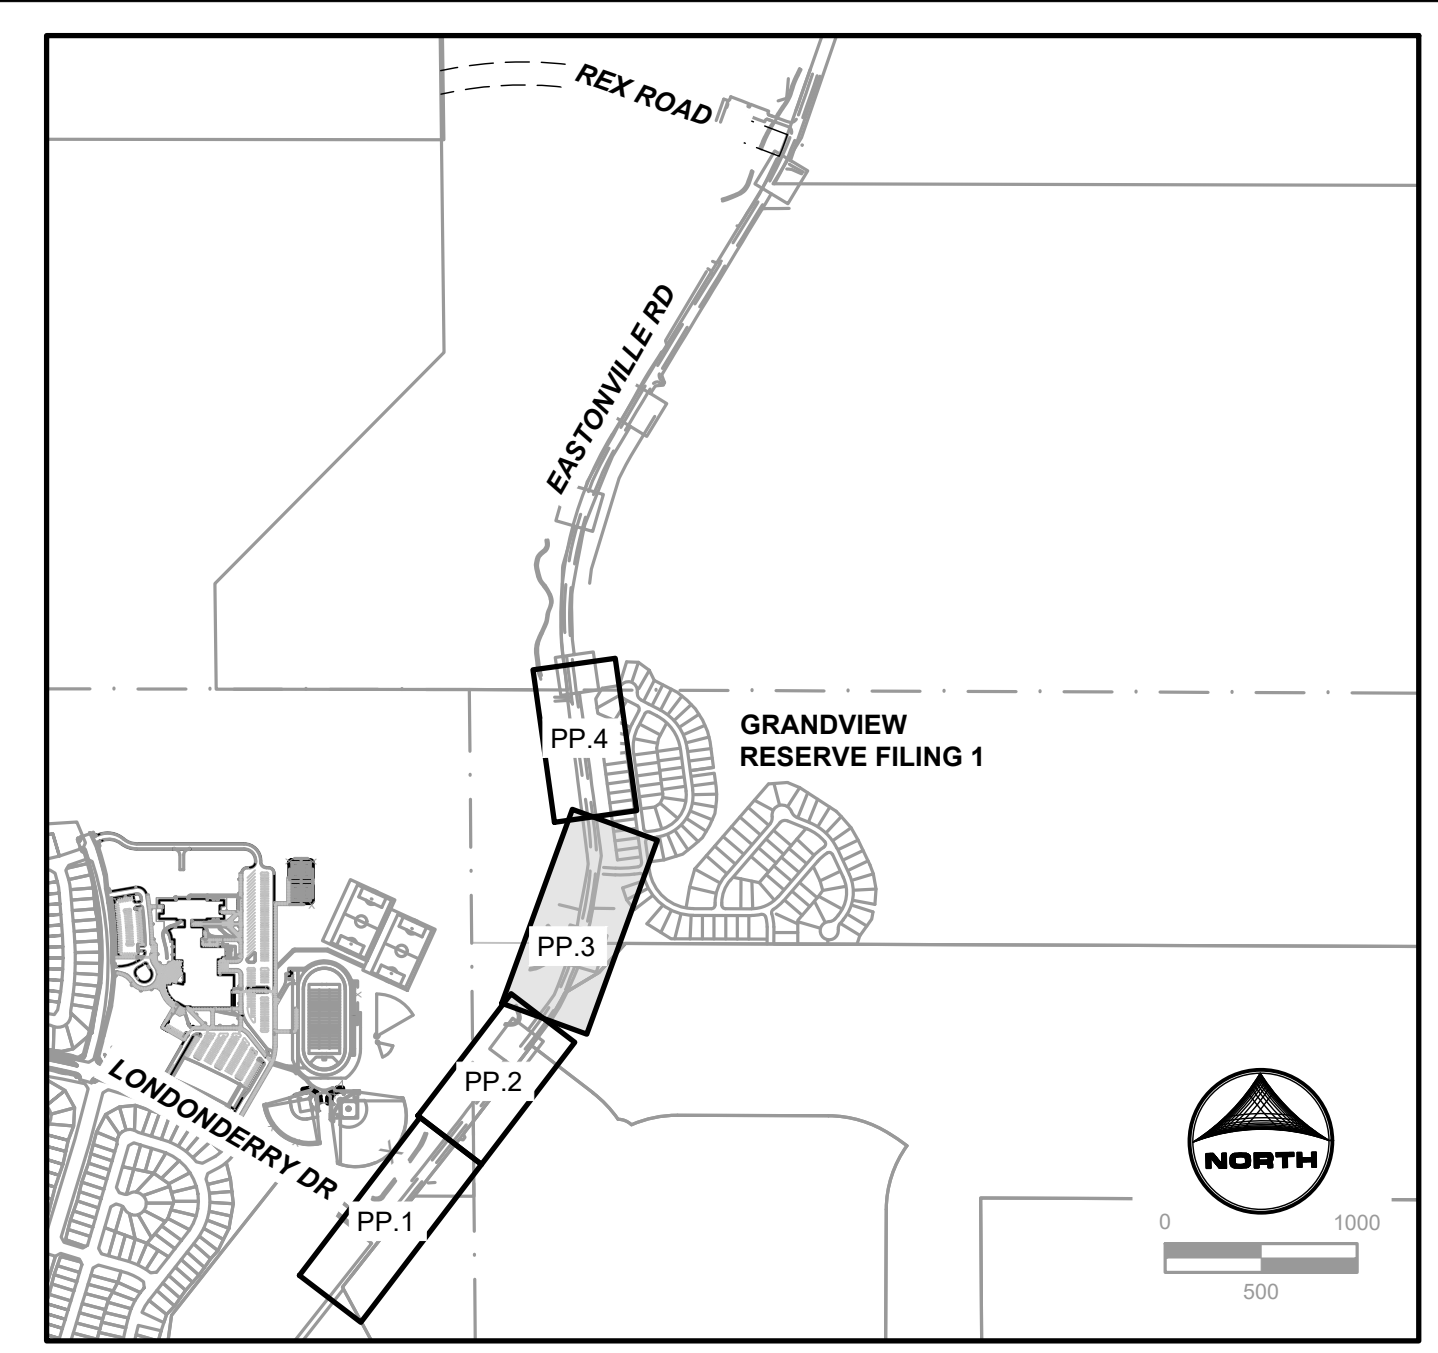 REX ROAD
EASTONVILLE RD
PP.4
GRANDVIEW
RESERVE FILING 1
PP.3
PP.2
LONDONDERRY DR
PP.1
NORTH
0 1000
500